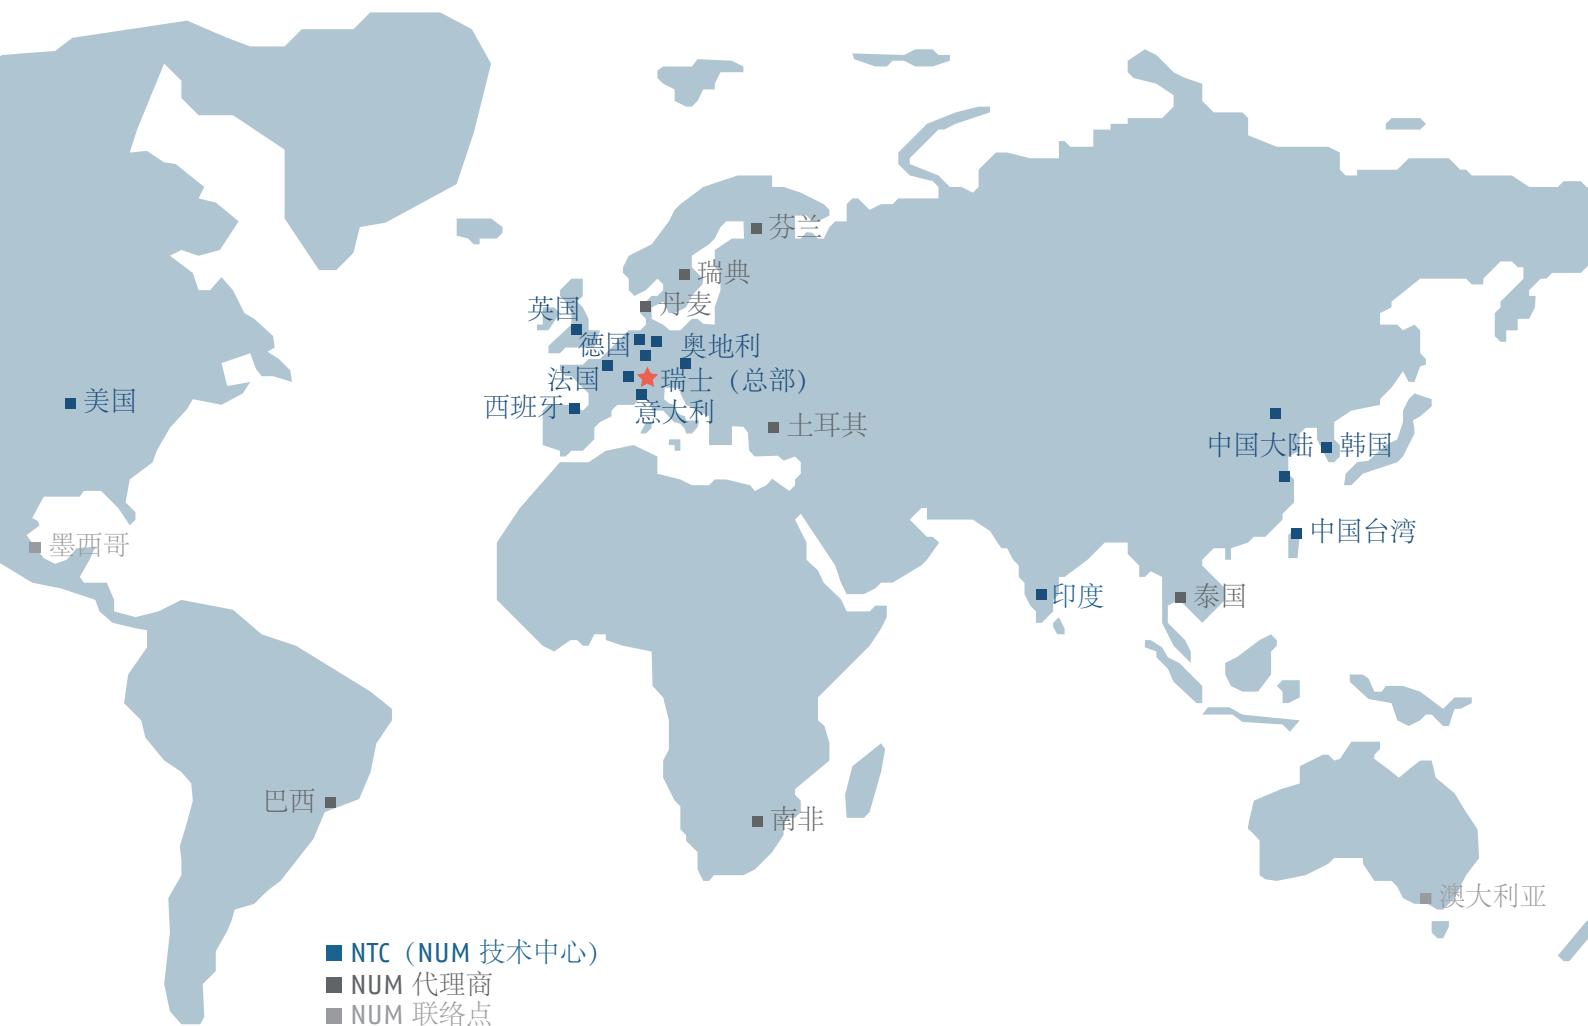 芬兰
瑞典
丹麦
英国
德国
奥地利
法国
瑞士（总部）
美国
西班牙
意大利
土耳其
中国大陆
韩国
中国台湾
墨西哥
印度
泰国
巴西
南非
澳大利亚
NTC（NUM 技术中心）
NUM 代理商
NUM 联络点